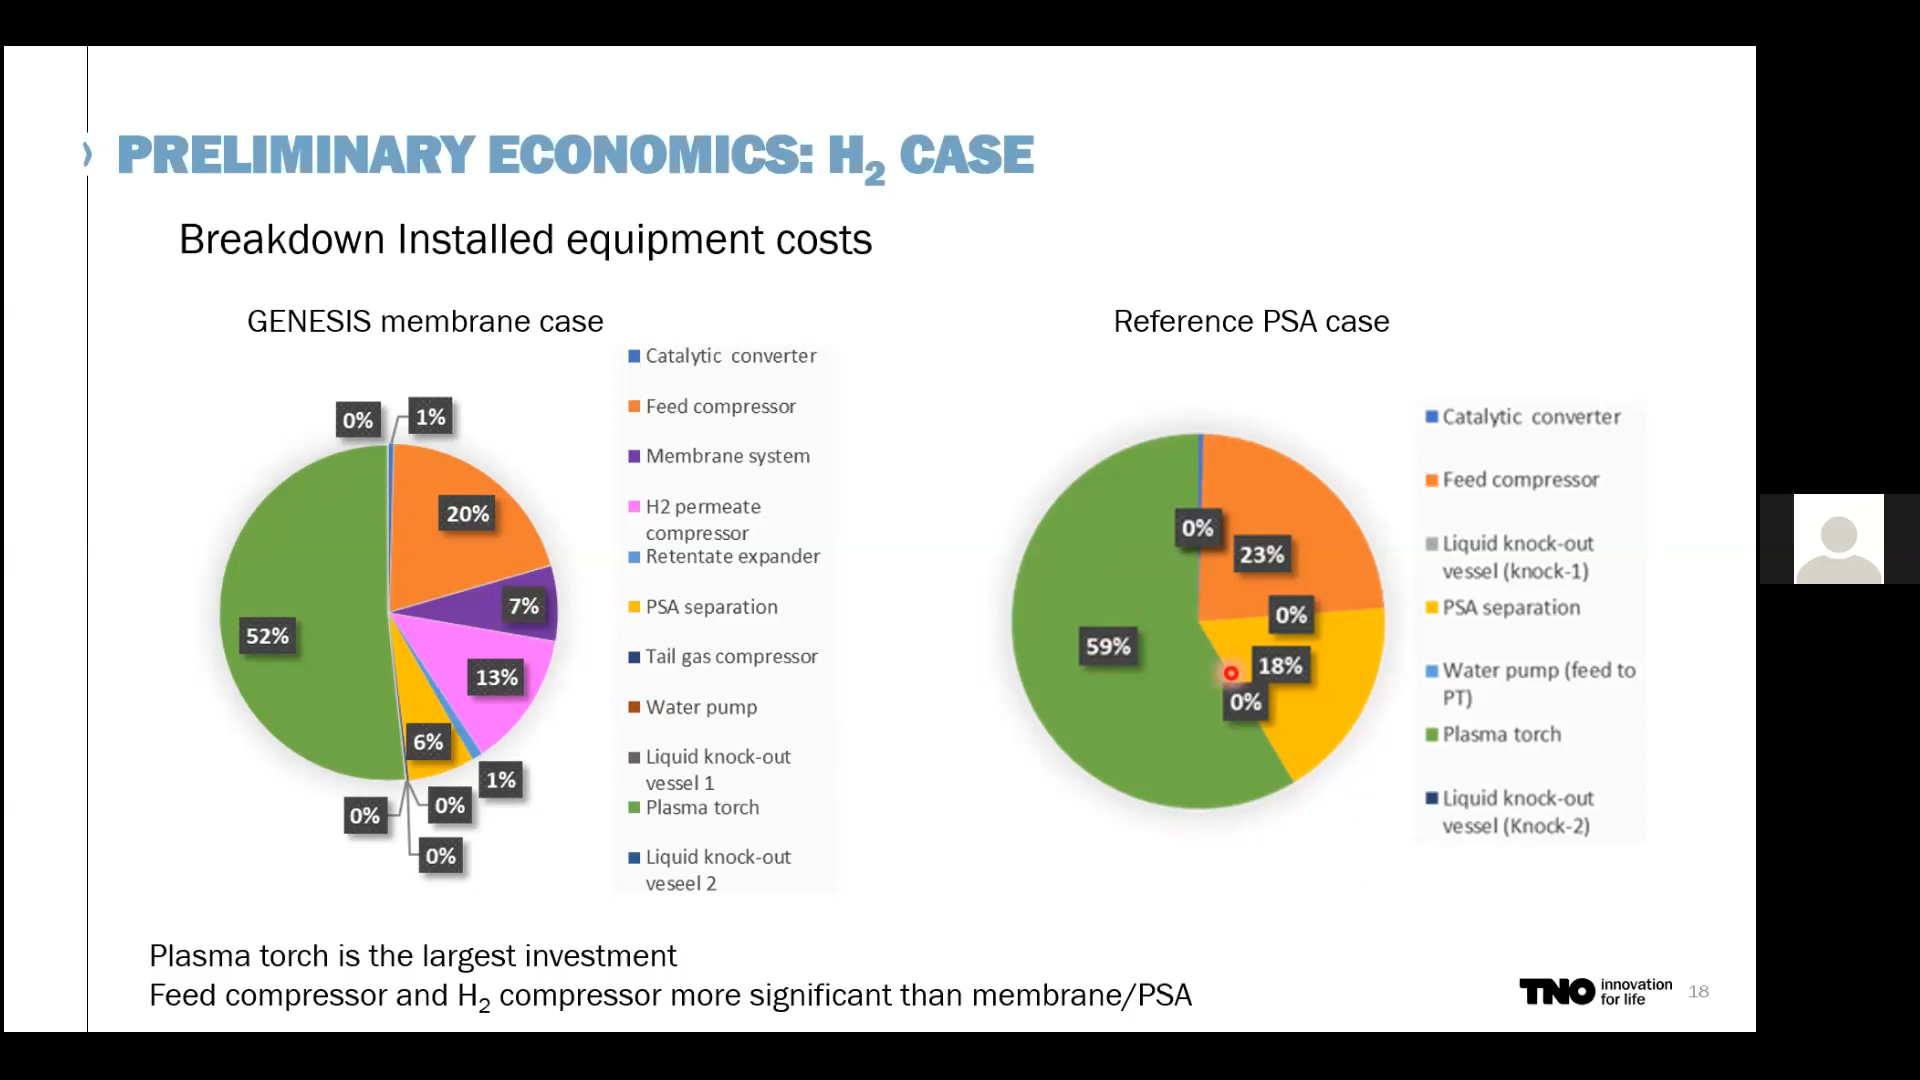 PRELIMINARY ECONOMICS: H2 CASE
Breakdown Installed equipment costs
GENESIS membrane case
0%
1%
20%
7%
13%
52%
6%
1%
0%
0%
0%
Catalytic converter
Feed compressor
Membrane system
H2 permeate
compressor
Retentate expander
PSA separation
Tail gas compressor
Water pump
Liquid knock-out
vessel 1
Plasma torch
Liquid knock-out
veseel 2
Reference PSA case
0%
23%
0%
59%
18%
0%
Catalytic converter
Feed compressor
Liquid knock-out
vessel (knock-1)
PSA separation
Water pump (feed to
PT)
Plasma torch
Liquid knock-out
vessel (Knock-2)
Plasma torch is the largest investment
Feed compressor and H2 compressor more significant than membrane/PSA
TNO innovation
for life
18